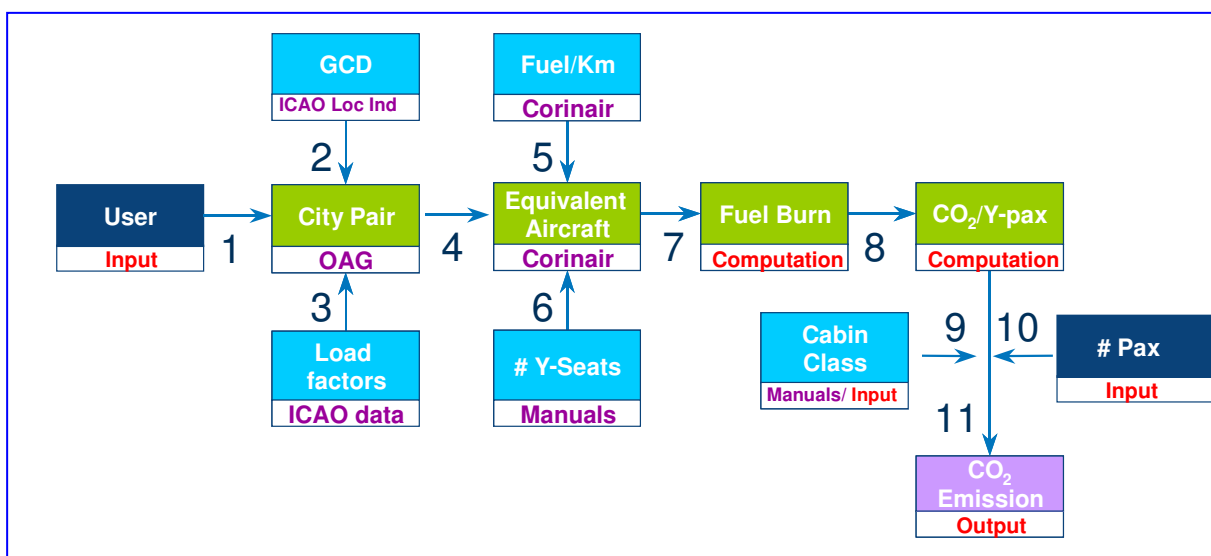 GCD
ICAO Loc Ind
Fuel/Km
Corinair
2
5
User
Input
1
City Pair
OAG
4
Equivalent
Aircraft
Corinair
7
Fuel Burn
Computation
8
CO₂/Y-pax
Computation
3
Load
factors
ICAO data
6
# Y-Seats
Manuals
Cabin
Class
Manuals/ Input
9
10
# Pax
Input
11
CO₂
Emission
Output